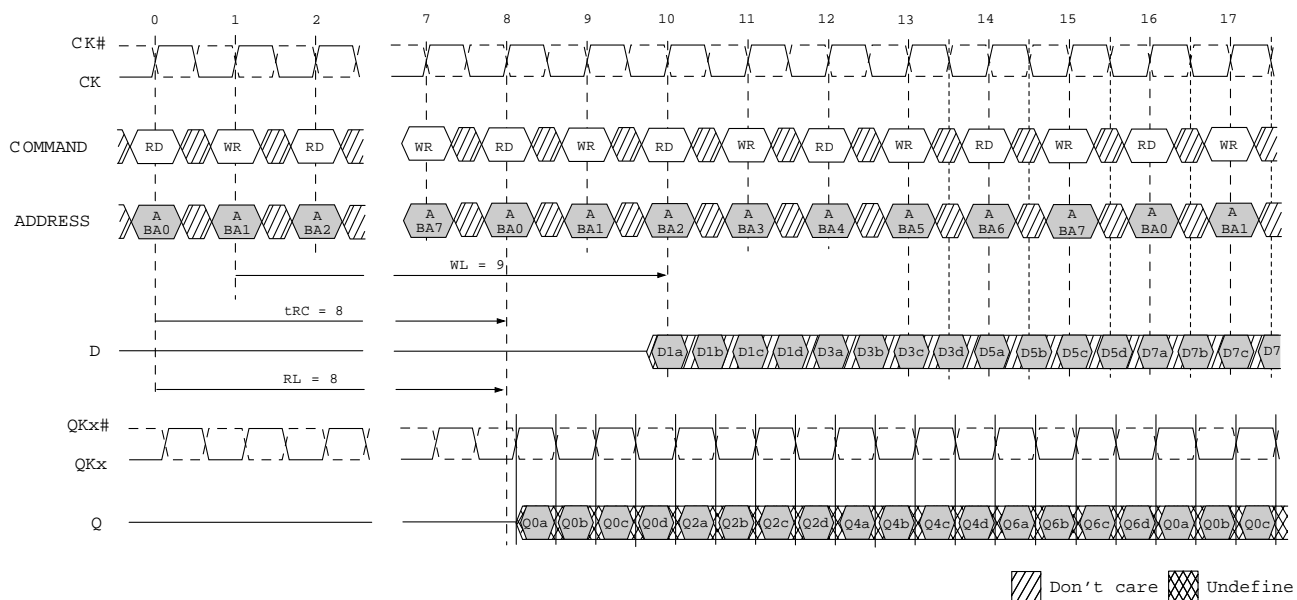 0 1 2 7 8 9 10 11 12 13 14 15 16 17
CK#
CK
COMMAND RD WR RD WR RD WR RD WR RD WR RD WR RD WR
ADDRESS A A A A A A A A A A A A A A
BA0 BA1 BA2 BA7 BA0 BA1 BA2 BA3 BA4 BA5 BA6 BA7 BA0 BA1
WL = 9
tRC = 8
D D1a D1b D1c D1d D3a D3b D3c D3d D5a D5b D5c D5d D7a D7b D7c D7
RL = 8
QKx#
QKx
Q Q0a Q0b Q0c Q0d Q2a Q2b Q2c Q2d Q4a Q4b Q4c Q4d Q6a Q6b Q6c Q6d Q0a Q0b Q0c
Don't care Undefine